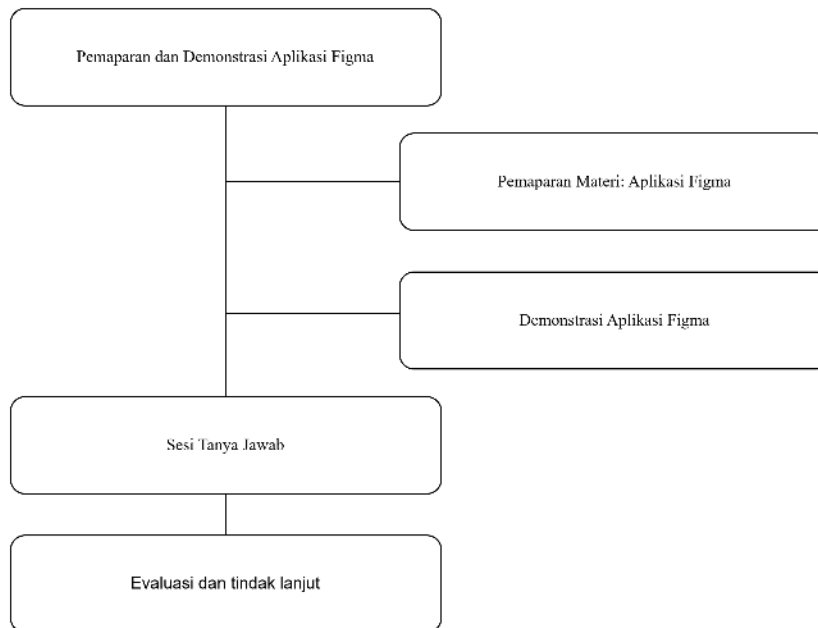 Pemaparan dan Demonstrasi Aplikasi Figma
Pemaparan Materi: Aplikasi Figma
Demonstrasi Aplikasi Figma
Sesi Tanya Jawab
Evaluasi dan tindak lanjut